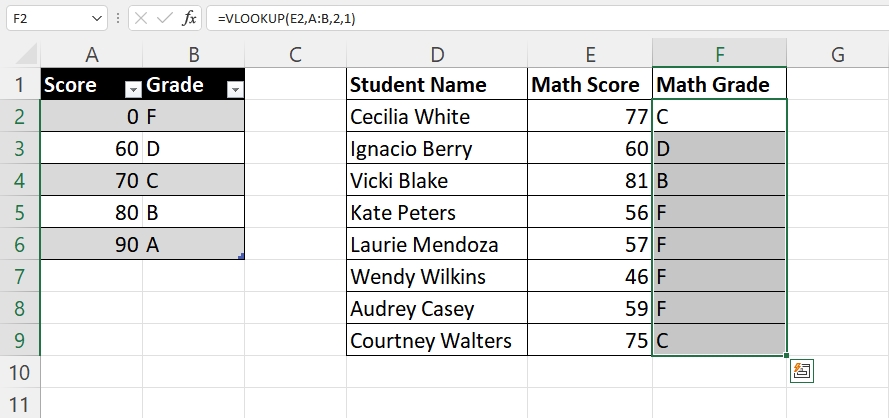 F2 fx =VLOOKUP(E2,A:B,2,1)
A B C D E F G
1 Score Grade Student Name Math Score Math Grade
2 0 F Cecilia White 77 C
3 60 D Ignacio Berry 60 D
4 70 C Vicki Blake 81 B
5 80 B Kate Peters 56 F
6 90 A Laurie Mendoza 57 F
7 Wendy Wilkins 46 F
8 Audrey Casey 59 F
9 Courtney Walters 75 C
10
11